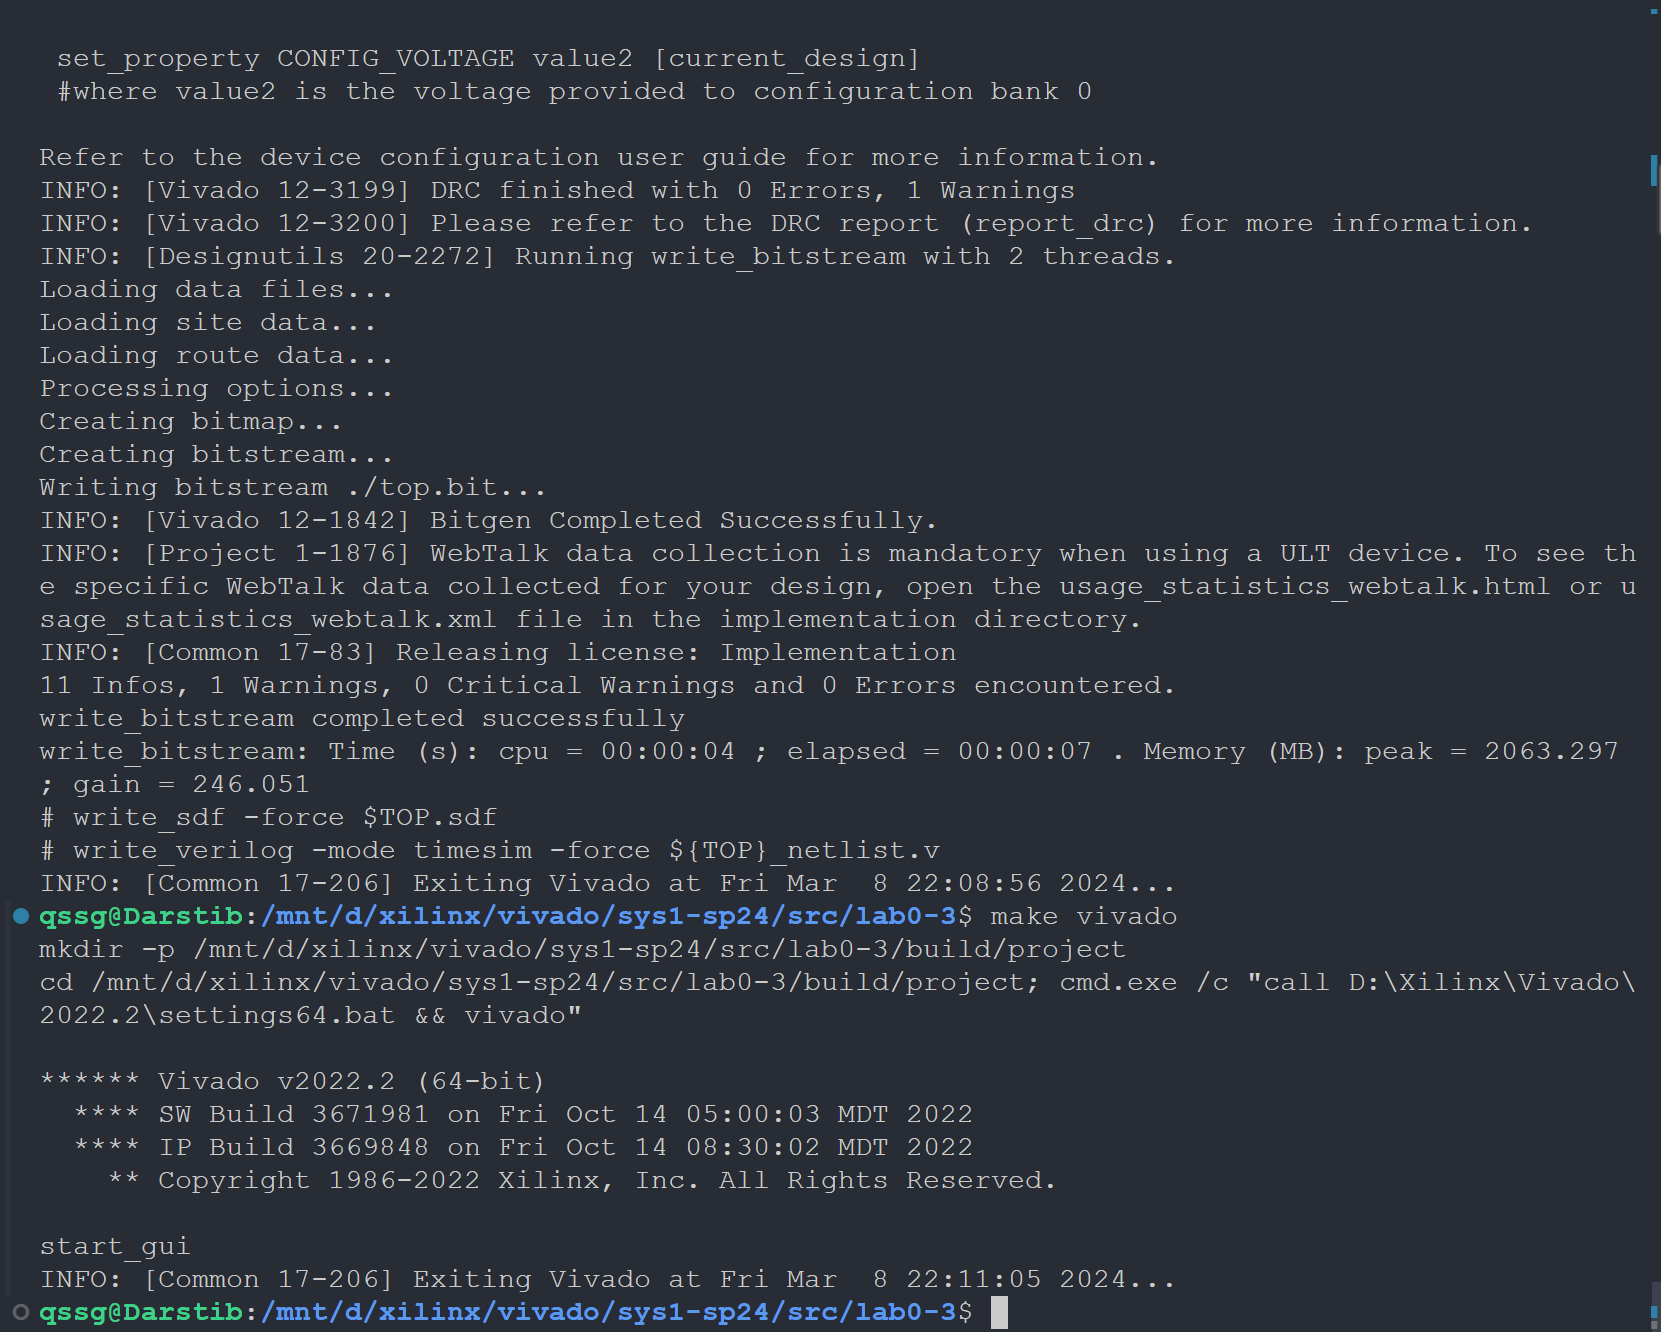 set_property CONFIG_VOLTAGE value2 [current_design]
#where value2 is the voltage provided to configuration bank 0
Refer to the device configuration user guide for more information.
INFO: [Vivado 12-3199] DRC finished with 0 Errors, 1 Warnings
INFO: [Vivado 12-3200] Please refer to the DRC report (report_drc) for more information.
INFO: [Designutils 20-2272] Running write_bitstream with 2 threads.
Loading data files...
Loading site data...
Loading route data...
Processing options...
Creating bitmap...
Creating bitstream...
Writing bitstream ./top.bit...
INFO: [Vivado 12-1842] Bitgen Completed Successfully.
INFO: [Project 1-1876] WebTalk data collection is mandatory when using a ULT device. To see th
e specific WebTalk data collected for your design, open the usage_statistics_webtalk.html or u
sage_statistics_webtalk.xml file in the implementation directory.
INFO: [Common 17-83] Releasing license: Implementation
11 Infos, 1 Warnings, 0 Critical Warnings and 0 Errors encountered.
write_bitstream completed successfully
write_bitstream: Time (s): cpu = 00:00:04 ; elapsed = 00:00:07 . Memory (MB): peak = 2063.297
; gain = 246.051
# write_sdf -force $TOP.sdf
# write_verilog -mode timesim -force ${TOP}_netlist.v
INFO: [Common 17-206] Exiting Vivado at Fri Mar  8 22:08:56 2024...
qssg@Darstib:/mnt/d/xilinx/vivado/sys1-sp24/src/lab0-3$ make vivado
mkdir -p /mnt/d/xilinx/vivado/sys1-sp24/src/lab0-3/build/project
cd /mnt/d/xilinx/vivado/sys1-sp24/src/lab0-3/build/project; cmd.exe /c "call D:\Xilinx\Vivado\
2022.2\settings64.bat && vivado"
****** Vivado v2022.2 (64-bit)
**** SW Build 3671981 on Fri Oct 14 05:00:03 MDT 2022
**** IP Build 3669848 on Fri Oct 14 08:30:02 MDT 2022
** Copyright 1986-2022 Xilinx, Inc. All Rights Reserved.
start_gui
INFO: [Common 17-206] Exiting Vivado at Fri Mar  8 22:11:05 2024...
qssg@Darstib:/mnt/d/xilinx/vivado/sys1-sp24/src/lab0-3$